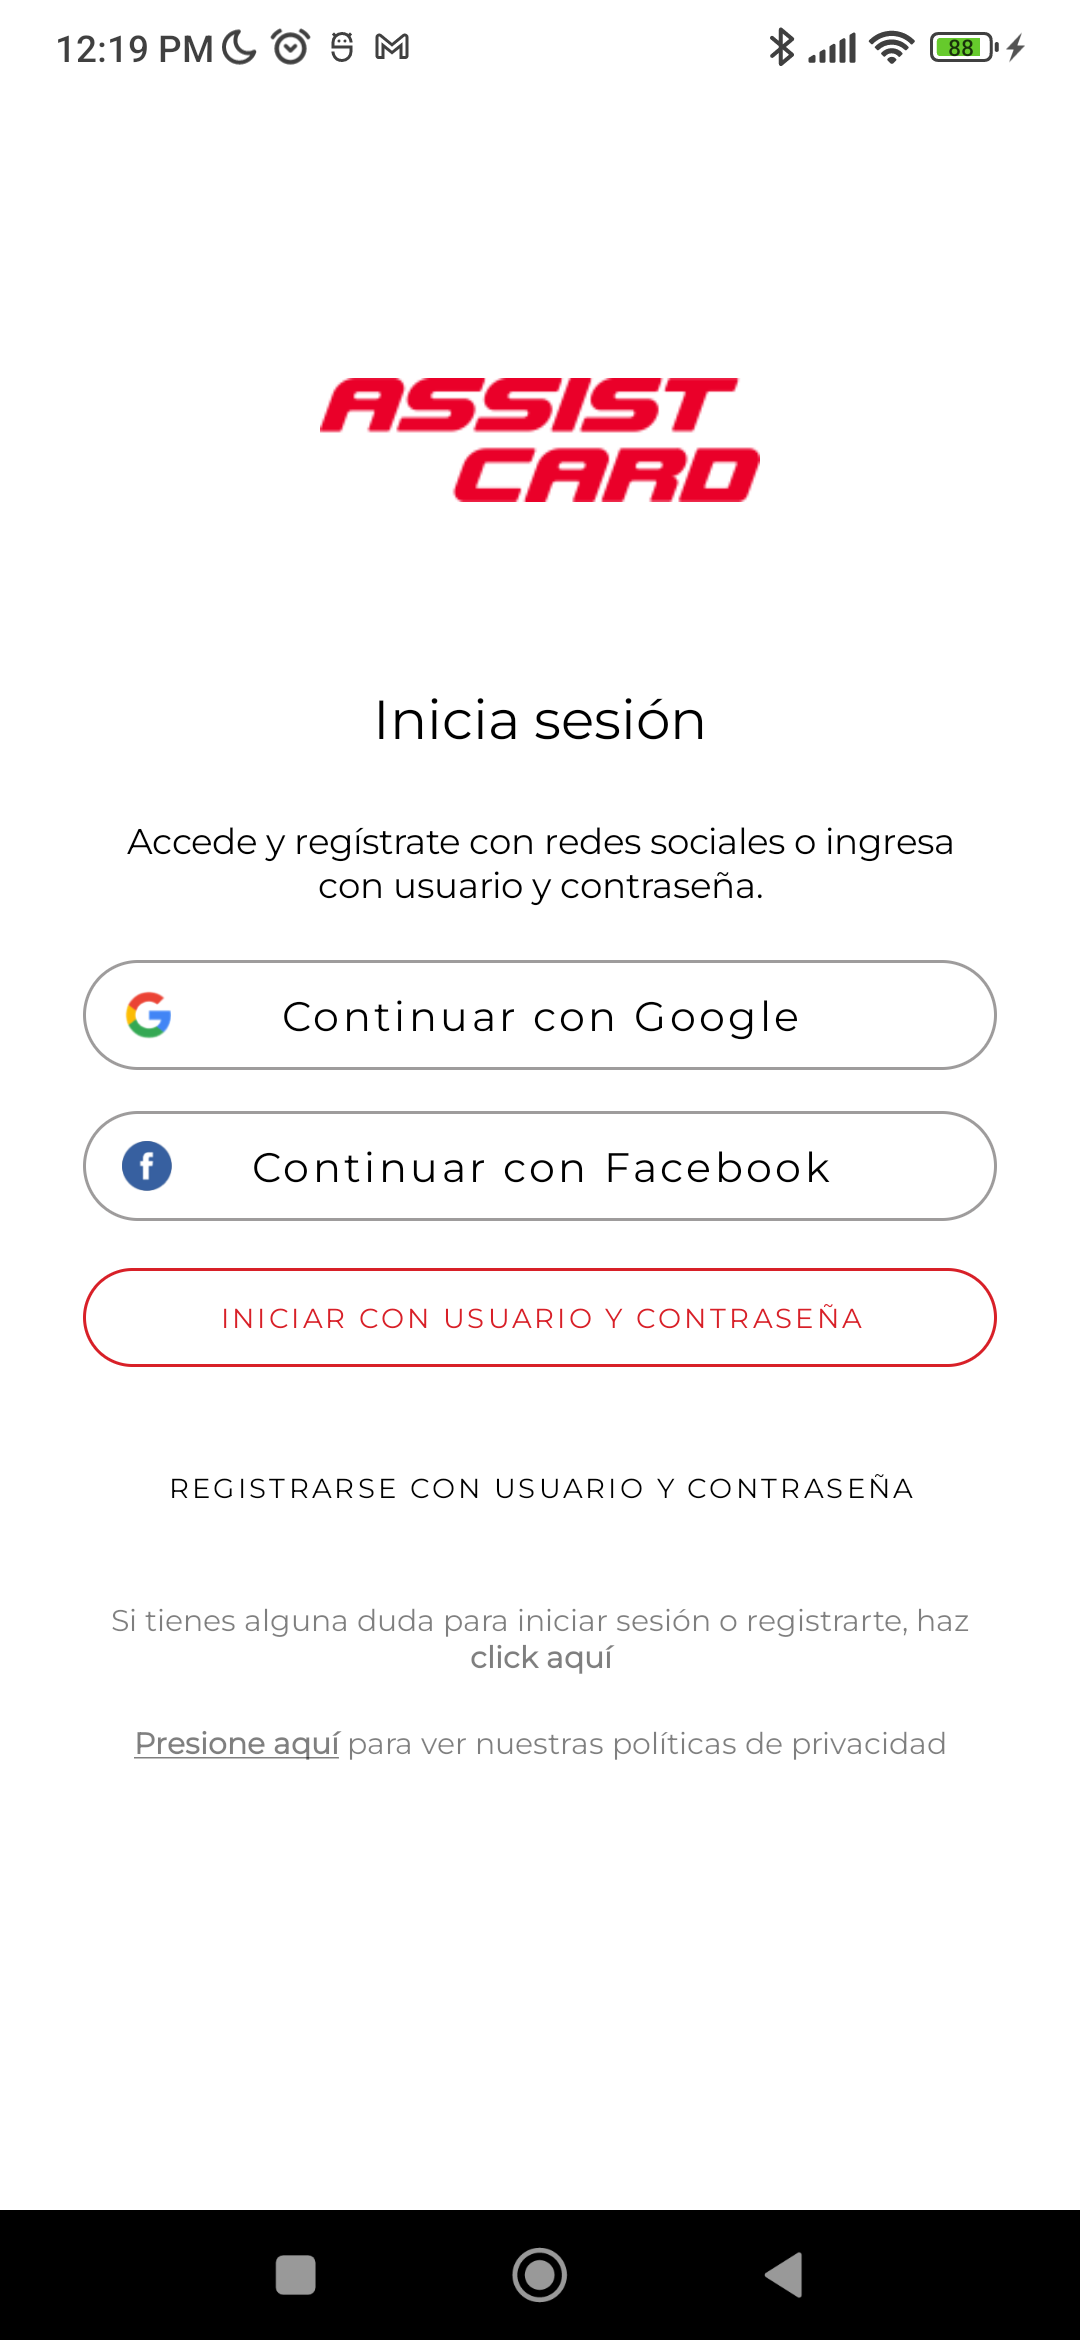 12:19 PM
88
ASSIST
CARD
Inicia sesión
Accede y regístrate con redes sociales o ingresa
con usuario y contraseña.
Continuar con Google
Continuar con Facebook
INICIAR CON USUARIO Y CONTRASEÑA
REGISTRARSE CON USUARIO Y CONTRASEÑA
Si tienes alguna duda para iniciar sesión o registrarte, haz
click aquí
Presione aquí para ver nuestras políticas de privacidad